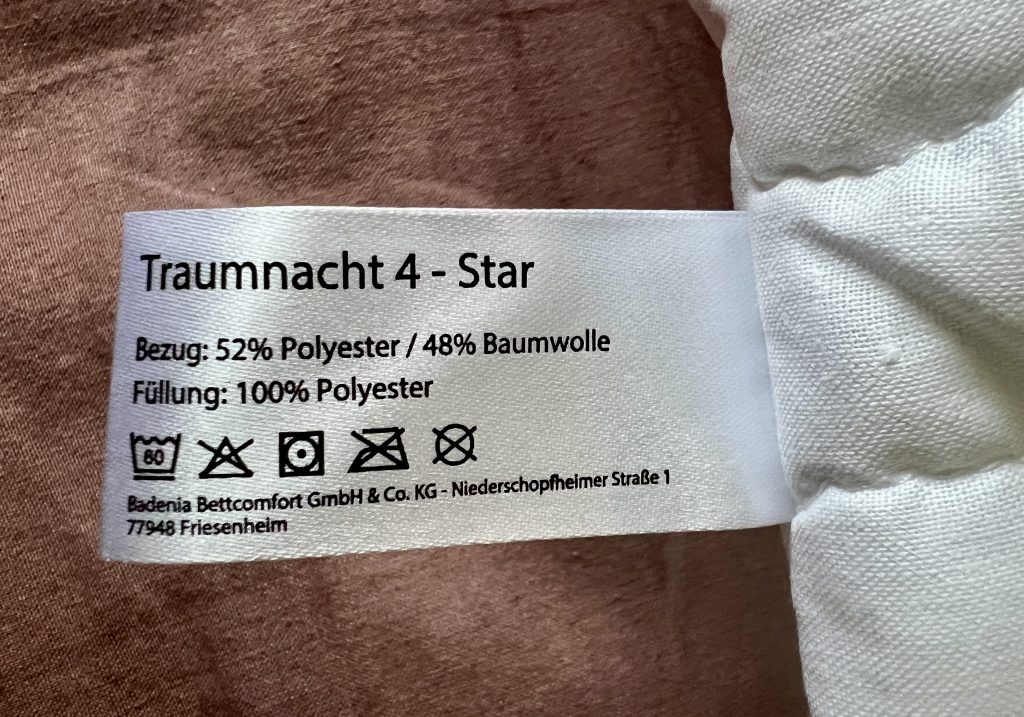 Traumnacht 4 - Star
Bezug: 52% Polyester / 48% Baumwolle
Füllung: 100% Polyester
60
Badenia Bettcomfort GmbH & Co. KG - Niederschopfheimer Straße 1
77948 Friesenheim